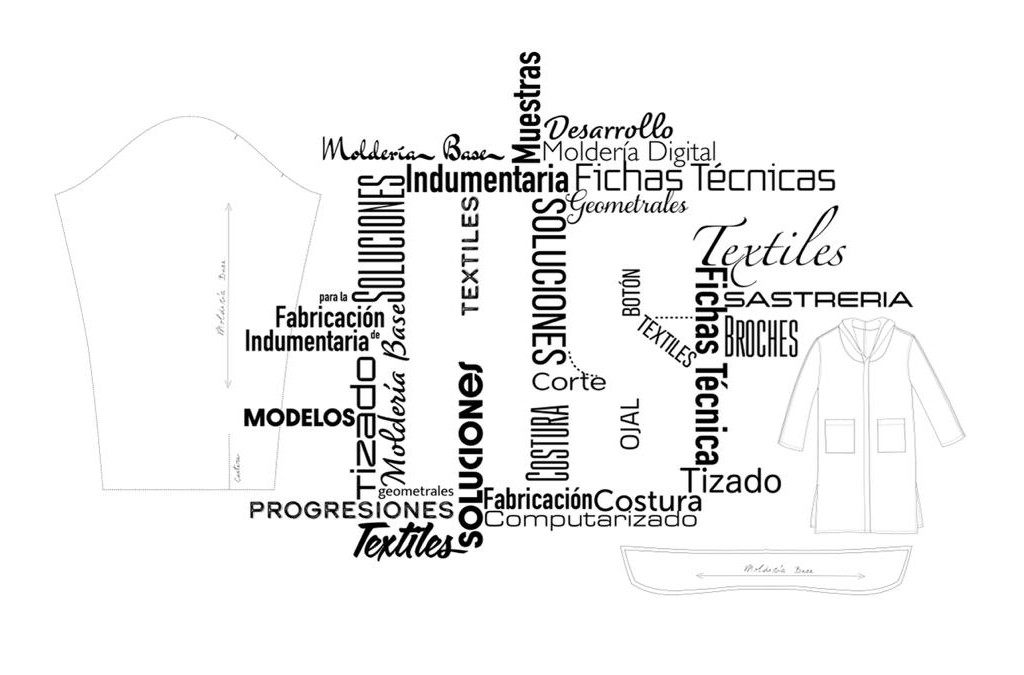 Muestras
Desarrollo
Moldería Base
Moldería Digital
Indumentaria
Fichas Técnicas
Geometrales
SOLUCIONES
TEXTILES
SOLUCIONES
Textiles
BOTÓN
SASTRERIA
para la
Fabricación
Indumentaria de
TEXTILES
Fichas Técnica
BROCHES
Moldería Base
Moldería Base
Tizado
SOLUCIONES
Corte
MODELOS
COSTURA
OJAL
Costura
Tizado
geometrales
Fabricación
Costura
PROGRESIONES
Computarizado
Textiles
Moldería Base